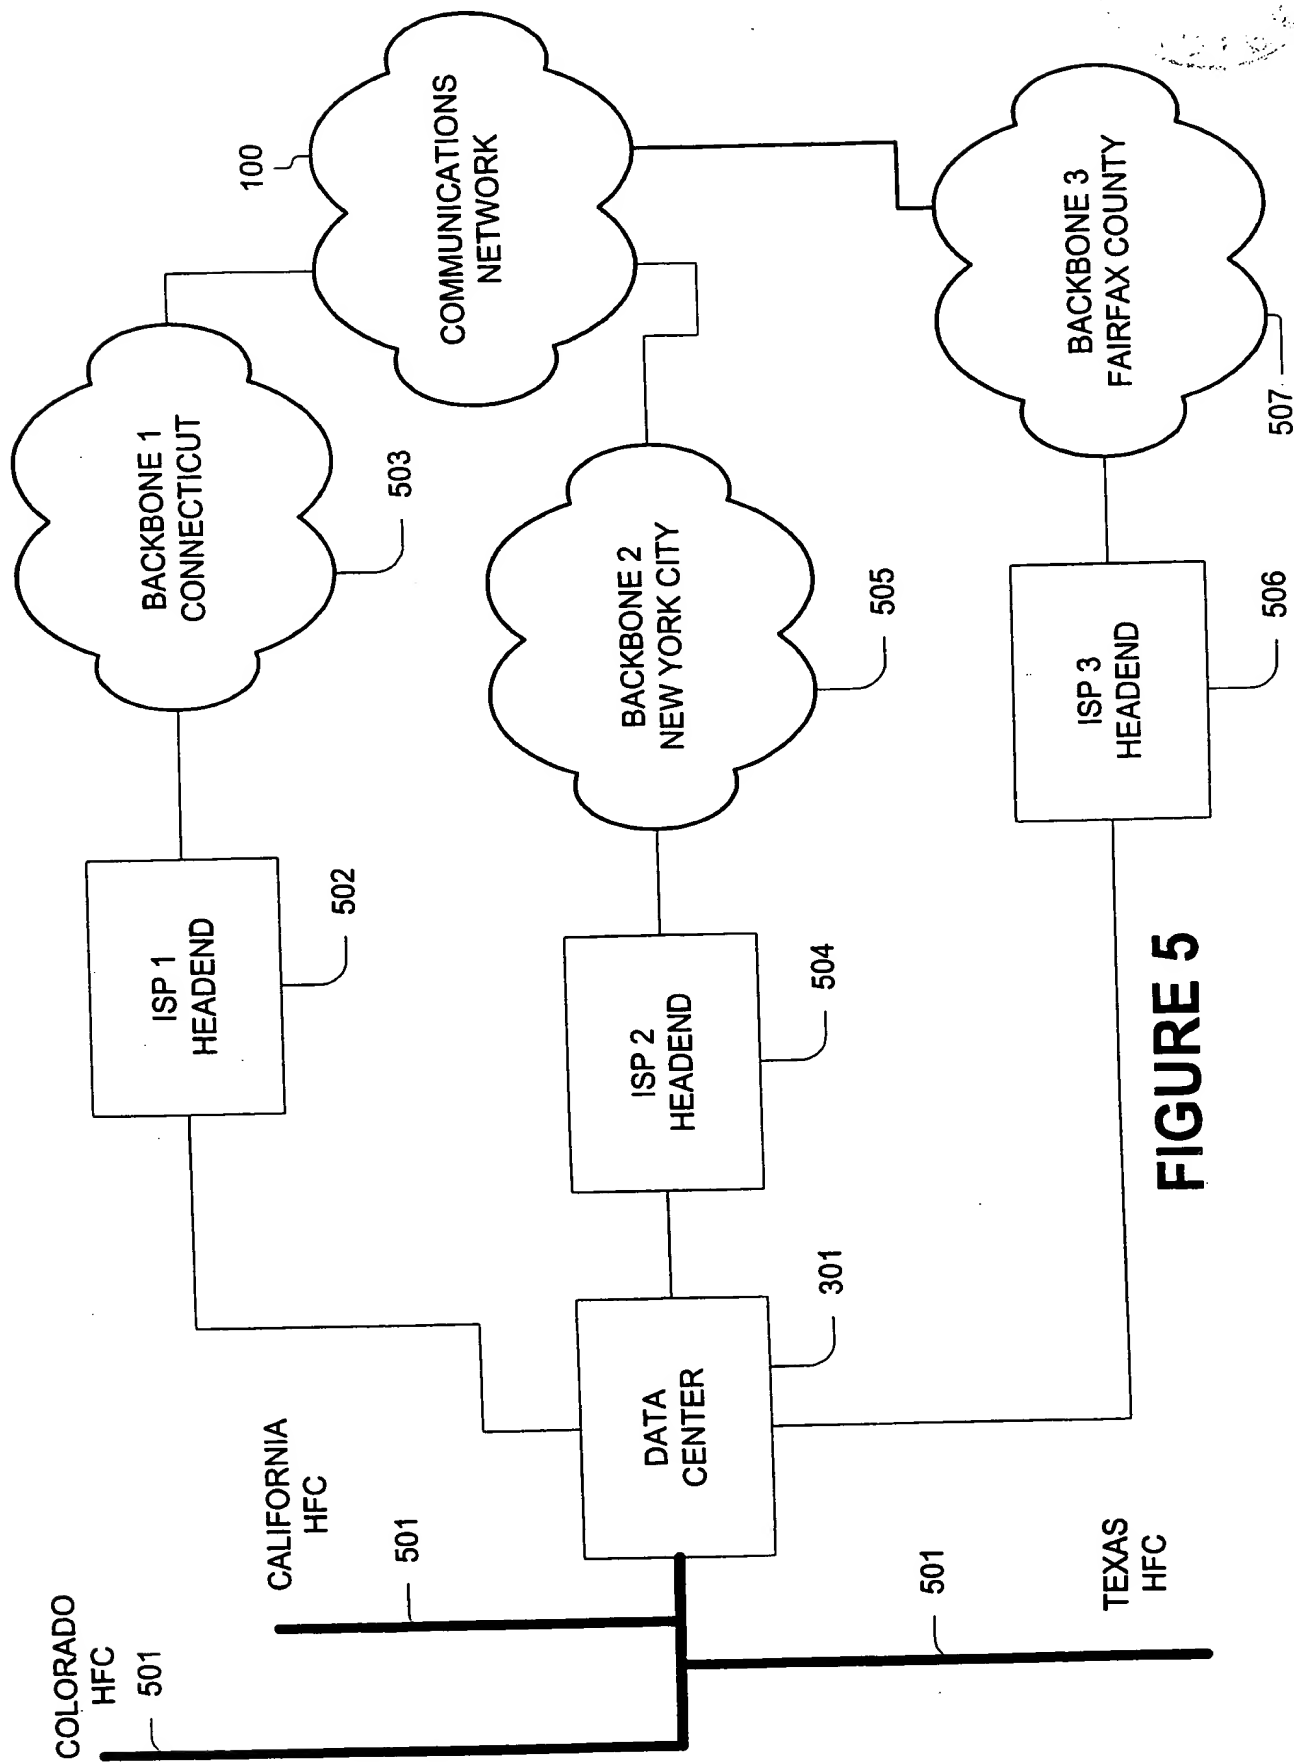 COLORADO
HFC
501
CALIFORNIA
HFC
501
501
TEXAS
HFC
DATA
CENTER
301
ISP 1
HEADEND
502
ISP 2
HEADEND
504
ISP 3
HEADEND
506
BACKBONE 1
CONNECTICUT
503
BACKBONE 2
NEW YORK CITY
505
BACKBONE 3
FAIRFAX COUNTY
507
COMMUNICATIONS
NETWORK
100
FIGURE 5